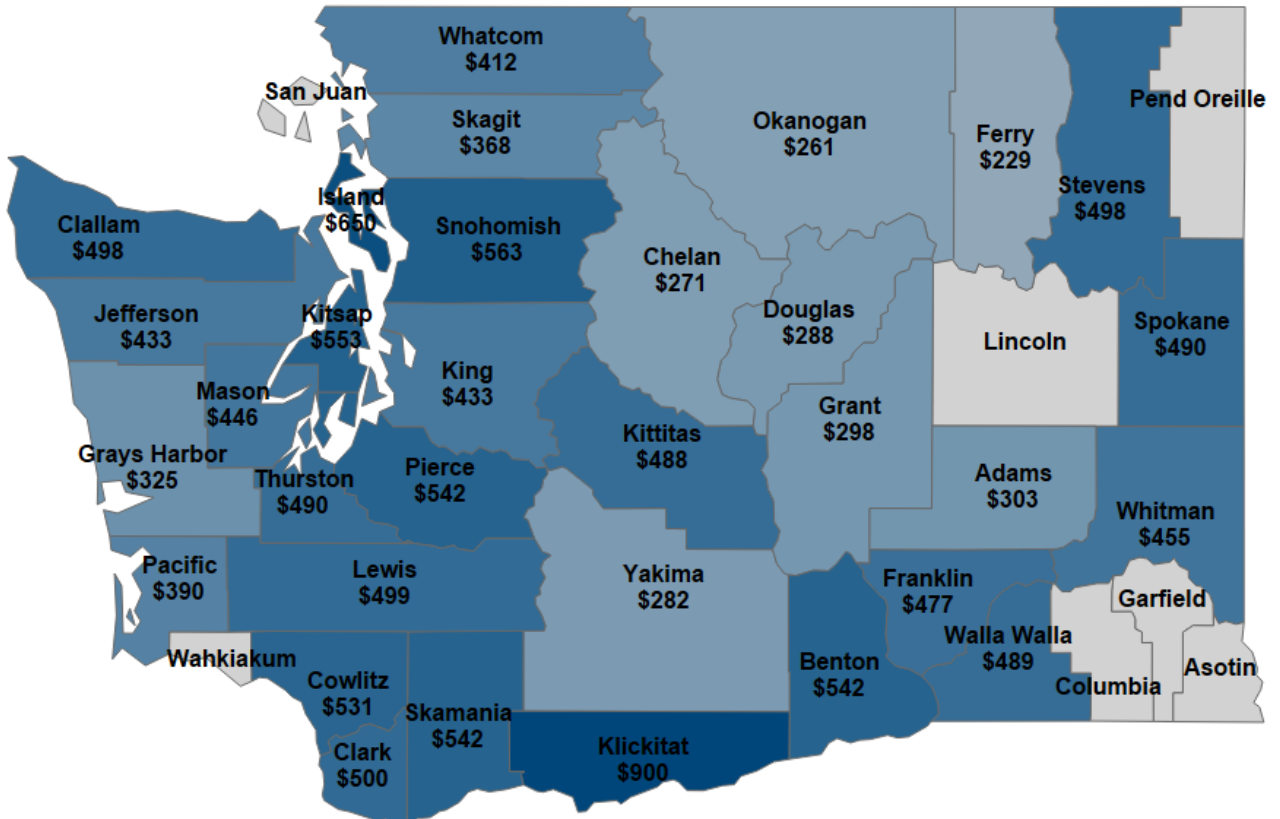 Whatcom
$412
San Juan
Skagit
$368
Okanogan
$261
Ferry
$229
Pend Oreille
Stevens
$498
Island
$650
Clallam
$498
Snohomish
$563
Chelan
$271
Jefferson
$433
Kitsap
$553
Douglas
$288
Lincoln
Spokane
$490
King
$433
Mason
$446
Grant
$298
Kittitas
$488
Grays Harbor
$325
Pierce
$542
Thurston
$490
Adams
$303
Whitman
$455
Pacific
$390
Lewis
$499
Yakima
$282
Franklin
$477
Garfield
Walla Walla
$489
Wahkiakum
Benton
$542
Asotin
Columbia
Cowlitz
$531
Skamania
$542
Clark
$500
Klickitat
$900